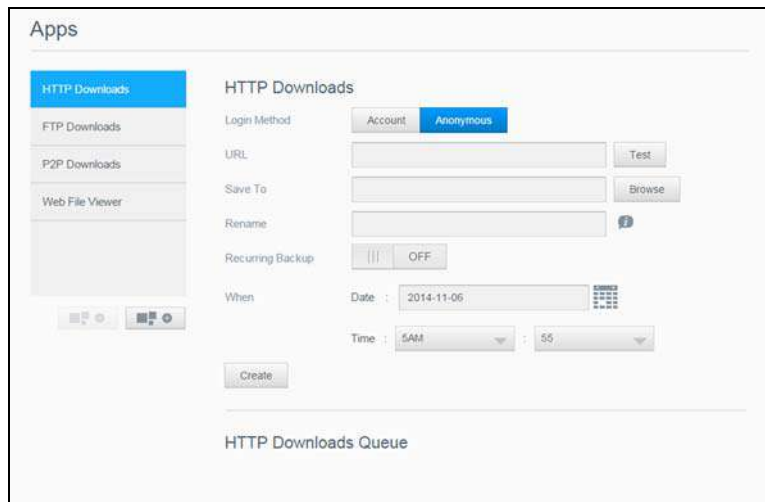 Apps
HTTP Downloads
FTP Downloads
P2P Downloads
Web File Viewer
HTTP Downloads
Login Method Account Anonymous
URL Test
Save To Browse
Rename
Recurring Backup OFF
When Date : 2014-11-06
Time : 5AM : 55
Create
HTTP Downloads Queue